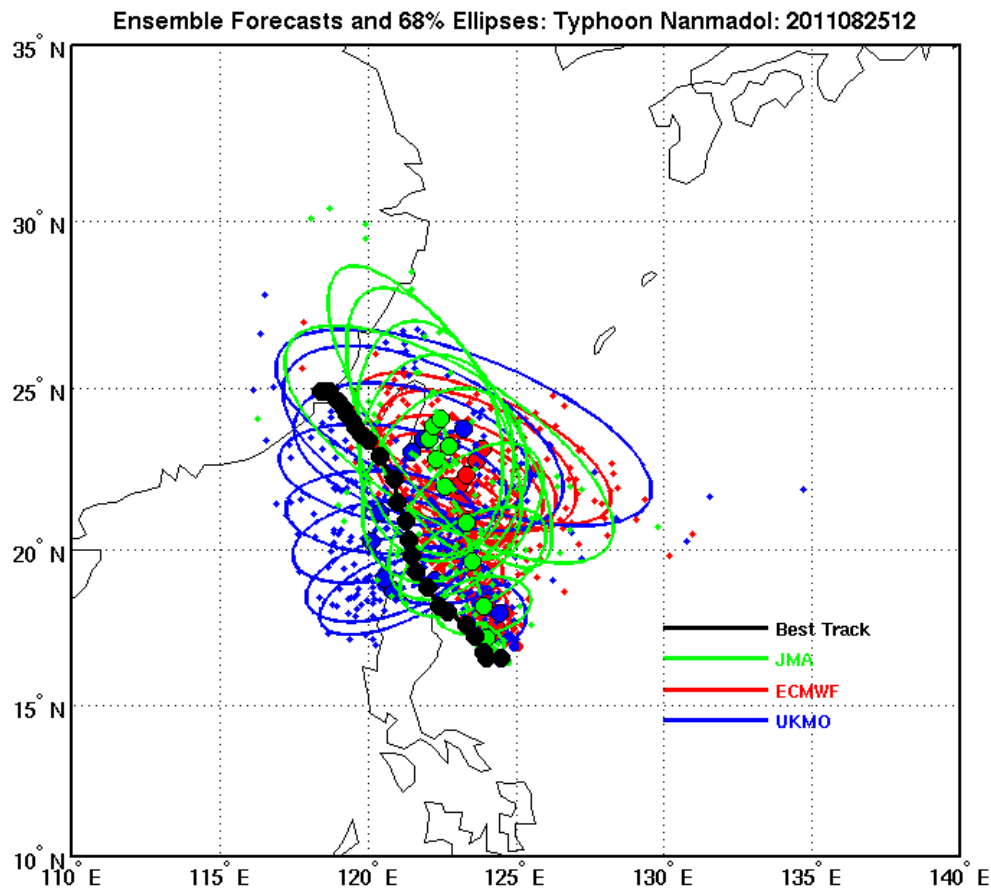 Ensemble Forecasts and 68% Ellipses: Typhoon Nanmadol: 2011082512
35° N
30° N
25° N
20° N
15° N
10° N
Best Track
JMA
ECMWF
UKMO
110° E
115° E
120° E
125° E
130° E
135° E
140° E